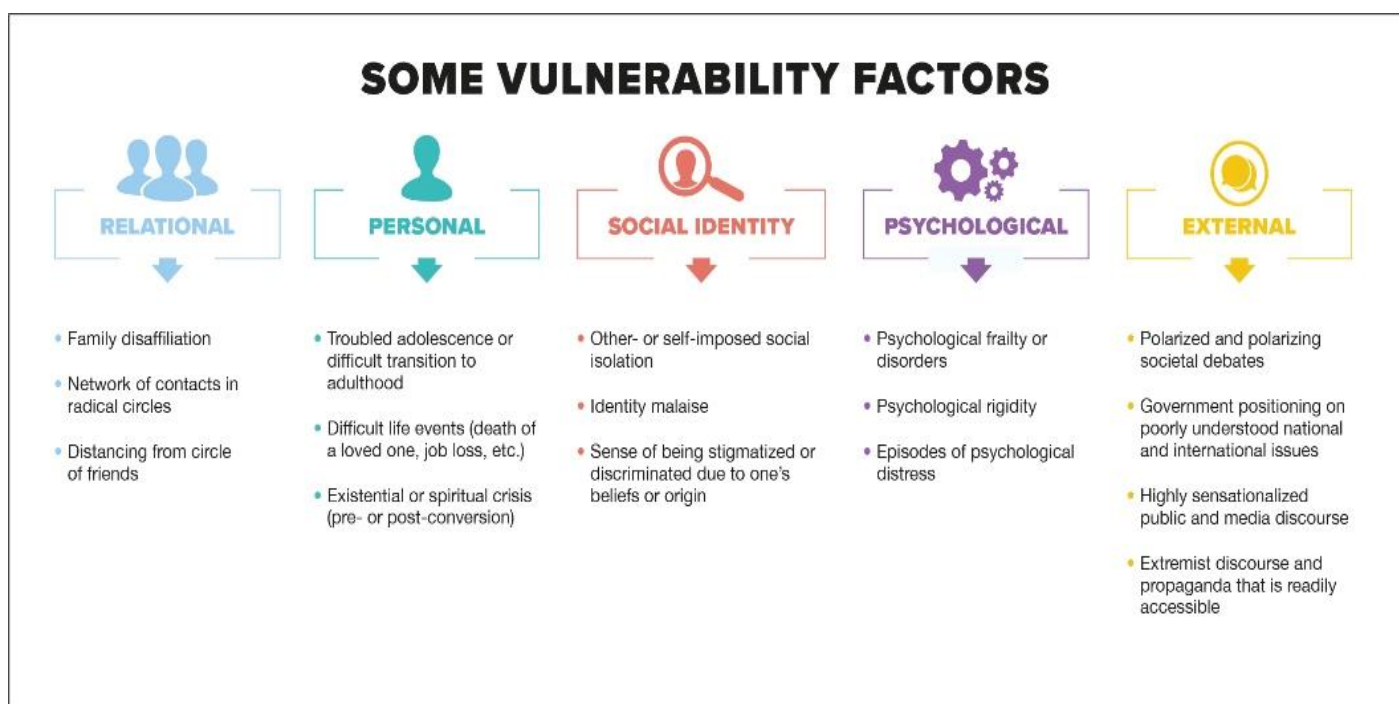 SOME VULNERABILITY FACTORS
RELATIONAL
• Family disaffiliation
• Network of contacts in
radical circles
• Distancing from circle
of friends
PERSONAL
• Troubled adolescence or
difficult transition to
adulthood
• Difficult life events (death of
a loved one, job loss, etc.)
• Existential or spiritual crisis
(pre- or post-conversion)
SOCIAL IDENTITY
• Other- or self-imposed social
isolation
• Identity malaise
• Sense of being stigmatized or
discriminated due to one's
beliefs or origin
PSYCHOLOGICAL
• Psychological frailty or
disorders
• Psychological rigidity
• Episodes of psychological
distress
EXTERNAL
• Polarized and polarizing
societal debates
• Government positioning on
poorly understood national
and international issues
• Highly sensationalized
public and media discourse
• Extremist discourse and
propaganda that is readily
accessible